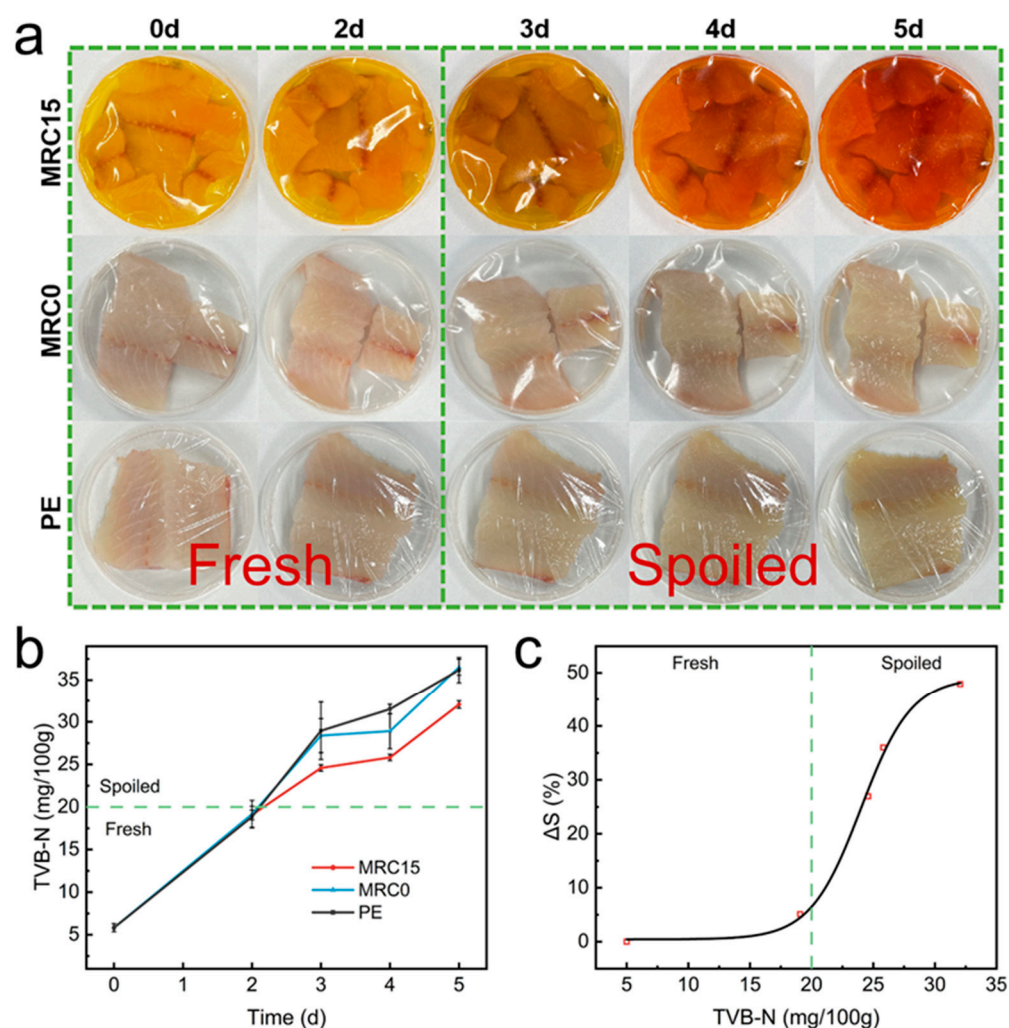 a
0d 2d 3d 4d 5d
MRC15
MRC0
PE
Fresh Spoiled
b
TVB-N (mg/100g)
35
30
25
20
15
10
5
Spoiled
Fresh
MRC15
MRC0
PE
0 1 2 3 4 5
Time (d)
c
ΔS (%)
50
40
30
20
10
0
Fresh Spoiled
5 10 15 20 25 30 35
TVB-N (mg/100g)